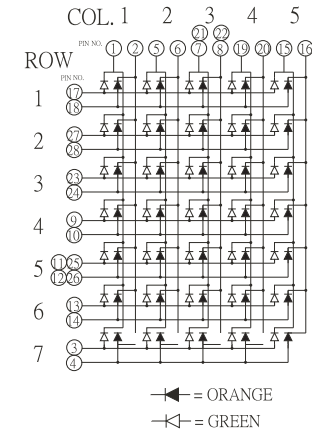 COL. 1 2 3 4 5
21 22
PIN NO. 1 2 5 6 7 8 19 20 15 16
ROW
PIN NO.
1 17
18
2 27
28
3 23
24
4 9
10
5 11 25
12 26
6 13
14
7 3
4
= ORANGE
= GREEN